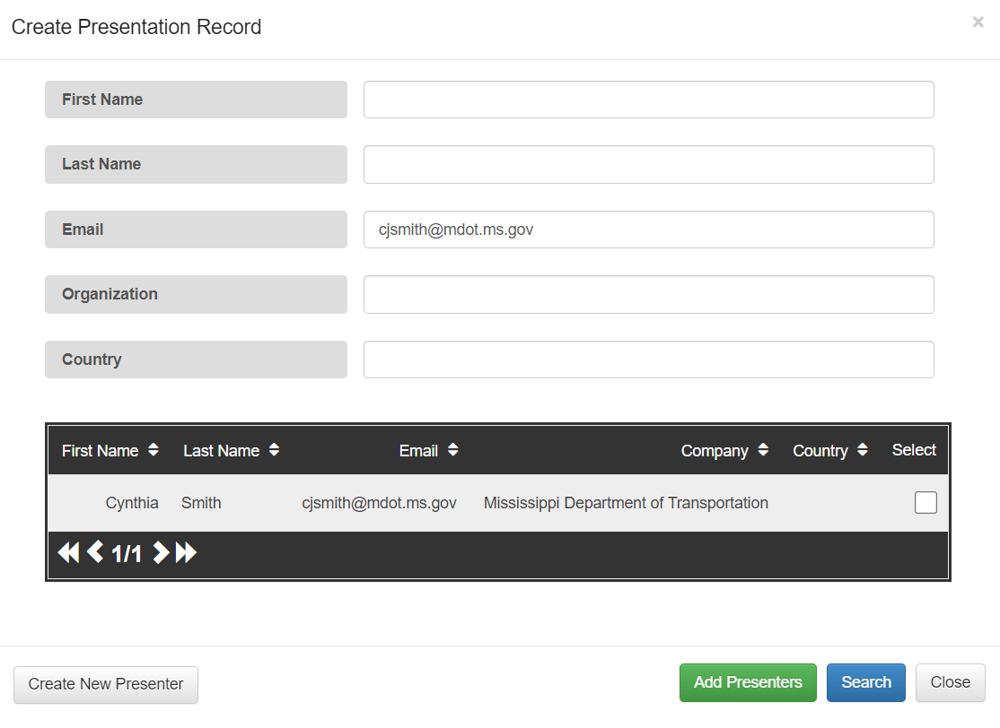 Create Presentation Record ×
First Name
Last Name
Email cjsmith@mdot.ms.gov
Organization
Country
First Name Last Name Email Company Country Select
Cynthia Smith cjsmith@mdot.ms.gov Mississippi Department of Transportation
1/1
Create New Presenter Add Presenters Search Close